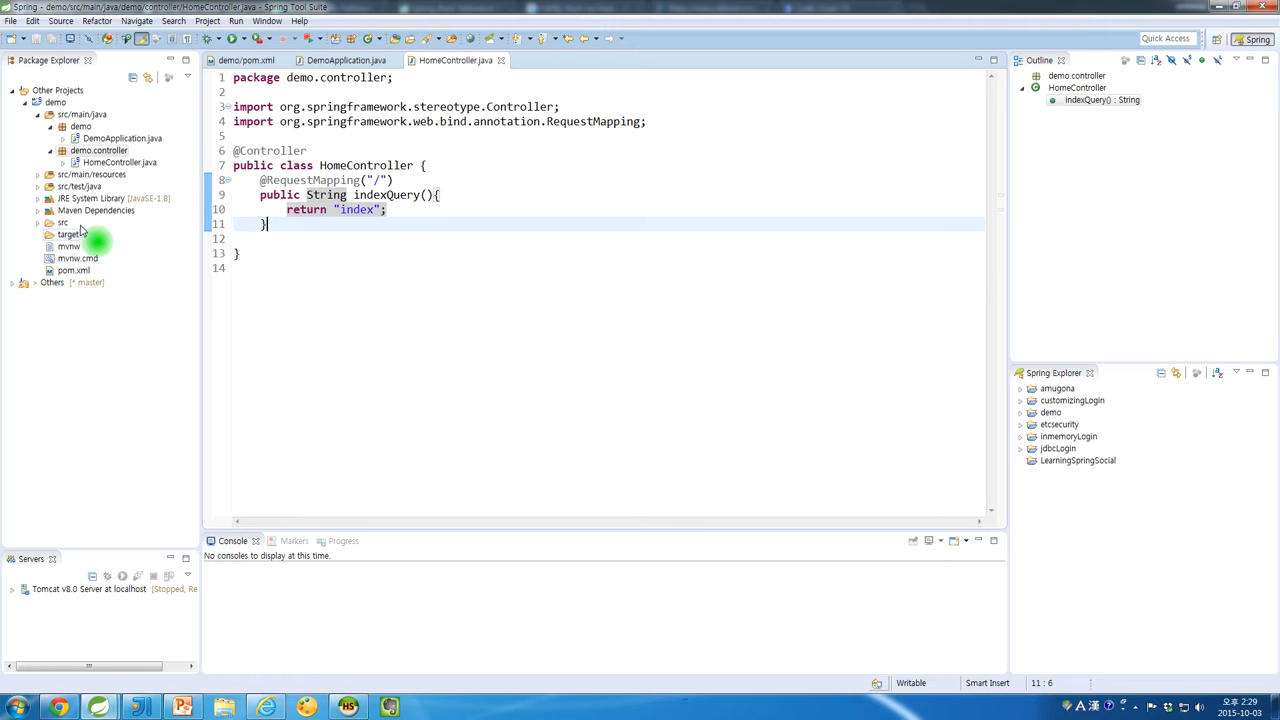 Spring - demo/src/main/java/demo/controller/HomeController.java - Spring Tool Suite
File Edit Source Refactor Navigate Search Project Run Window Help
Quick Access Spring
Package Explorer
Other Projects
demo
src/main/java
demo
DemoApplication.java
demo.controller
HomeController.java
src/main/resources
src/test/java
JRE System Library [JavaSE-1.8]
Maven Dependencies
src
target
mvnw
mvnw.cmd
pom.xml
> Others [* master]
demo/pom.xml DemoApplication.java HomeController.java
1 package demo.controller;
2
3 import org.springframework.stereotype.Controller;
4 import org.springframework.web.bind.annotation.RequestMapping;
5
6 @Controller
7 public class HomeController {
8 @RequestMapping("/")
9 public String indexQuery(){
10 return "index";
11 }
12
13 }
14
Outline
demo.controller
HomeController
indexQuery() : String
Spring Explorer
amugona
customizingLogin
demo
etcsecurity
inmemoryLogin
jdbcLogin
LearningSpringSocial
Console Markers Progress
No consoles to display at this time.
Servers
Tomcat v8.0 Server at localhost [Stopped, Re
Writable Smart Insert 11 : 6
A 漢
오후 2:29
2015-10-03